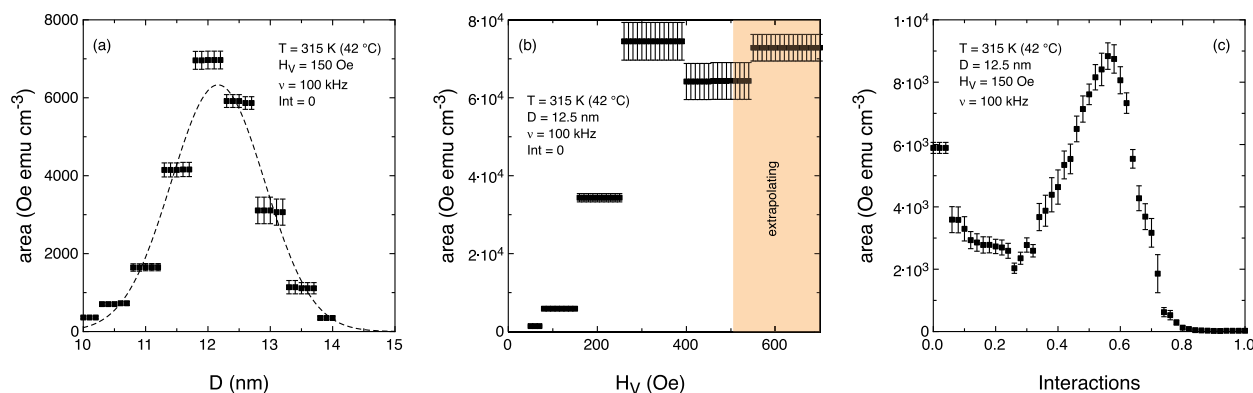 (a)
T = 315 K (42 °C)
H_V = 150 Oe
ν = 100 kHz
Int = 0
area (Oe emu cm⁻³)
8000
6000
4000
2000
0
10 11 12 13 14 15
D (nm)
(b)
T = 315 K (42 °C)
D = 12.5 nm
ν = 100 kHz
Int = 0
extrapolating
area (Oe emu cm⁻³)
8·10⁴
6·10⁴
4·10⁴
2·10⁴
0
0 200 400 600
H_V (Oe)
(c)
T = 315 K (42 °C)
D = 12.5 nm
H_V = 150 Oe
ν = 100 kHz
area (Oe emu cm⁻³)
1·10⁴
8·10³
6·10³
4·10³
2·10³
0
0.0 0.2 0.4 0.6 0.8 1.0
Interactions